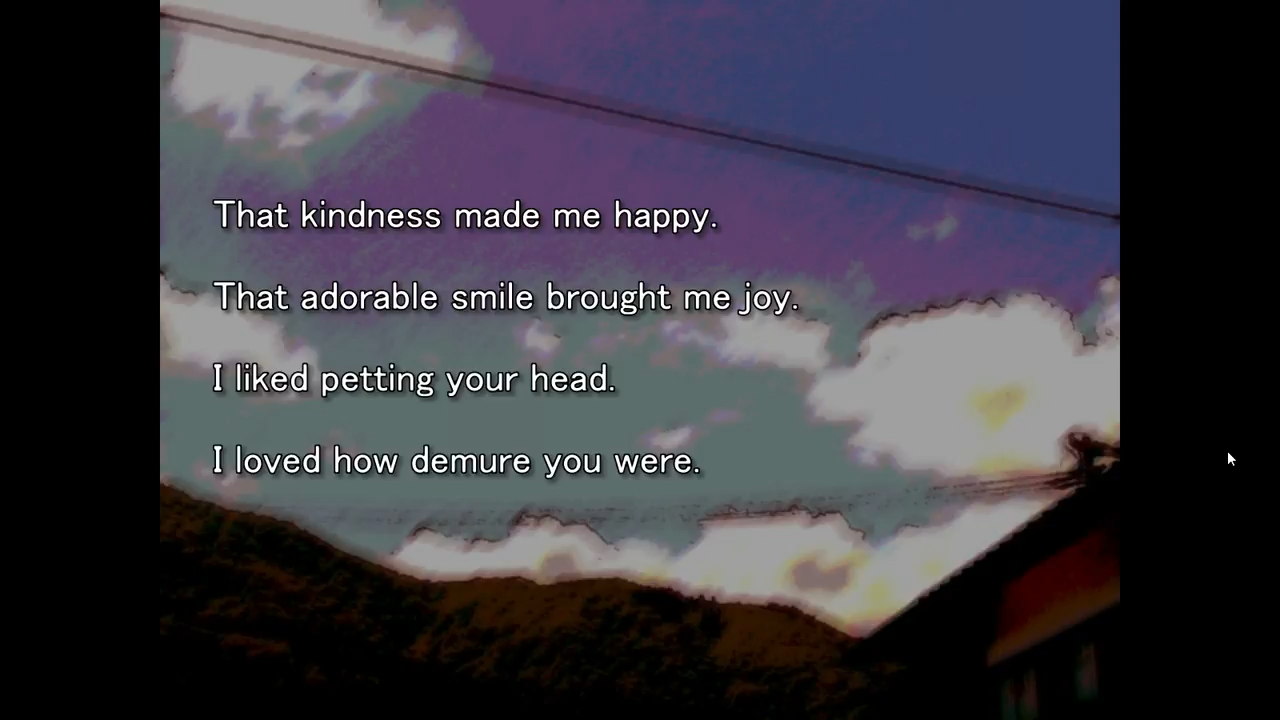 That kindness made me happy.
That adorable smile brought me joy.
I liked petting your head.
I loved how demure you were.